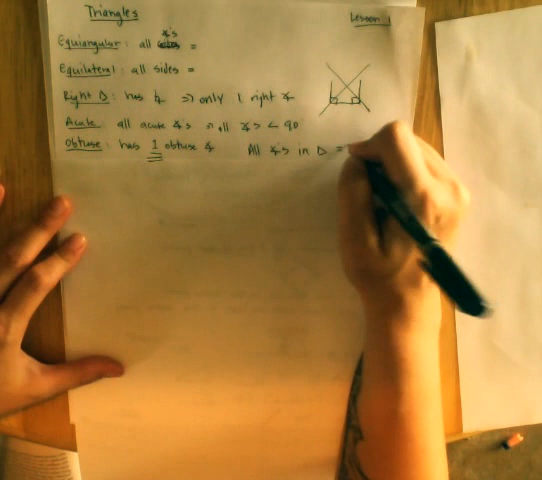 Triangles Lesson 1
Equiangular: all ∡'s =
Equilateral: all sides =
Right Δ: has ⇒ only 1 right ∡
Acute: all acute ∡'s all ∡'s < 90
Obtuse: has 1 obtuse ∡ All ∡'s in Δ =